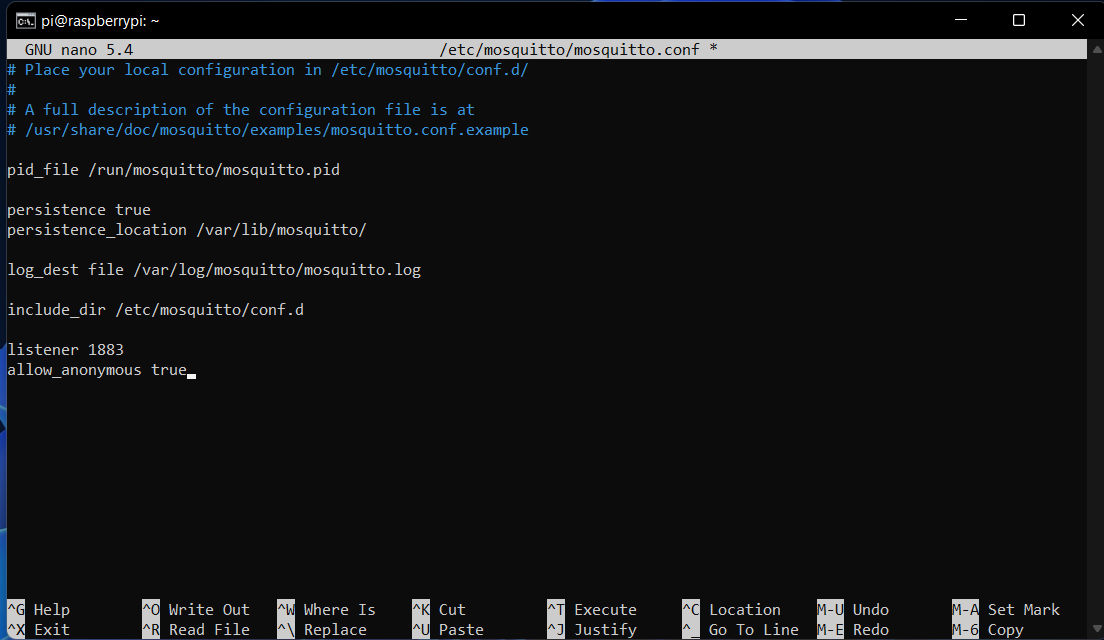 pi@raspberrypi: ~
GNU nano 5.4 /etc/mosquitto/mosquitto.conf *
# Place your local configuration in /etc/mosquitto/conf.d/
#
# A full description of the configuration file is at
# /usr/share/doc/mosquitto/examples/mosquitto.conf.example
pid_file /run/mosquitto/mosquitto.pid
persistence true
persistence_location /var/lib/mosquitto/
log_dest file /var/log/mosquitto/mosquitto.log
include_dir /etc/mosquitto/conf.d
listener 1883
allow_anonymous true
^G Help ^O Write Out ^W Where Is ^K Cut ^T Execute ^C Location M-U Undo M-A Set Mark
^X Exit ^R Read File ^\ Replace ^U Paste ^J Justify ^_ Go To Line M-E Redo M-6 Copy